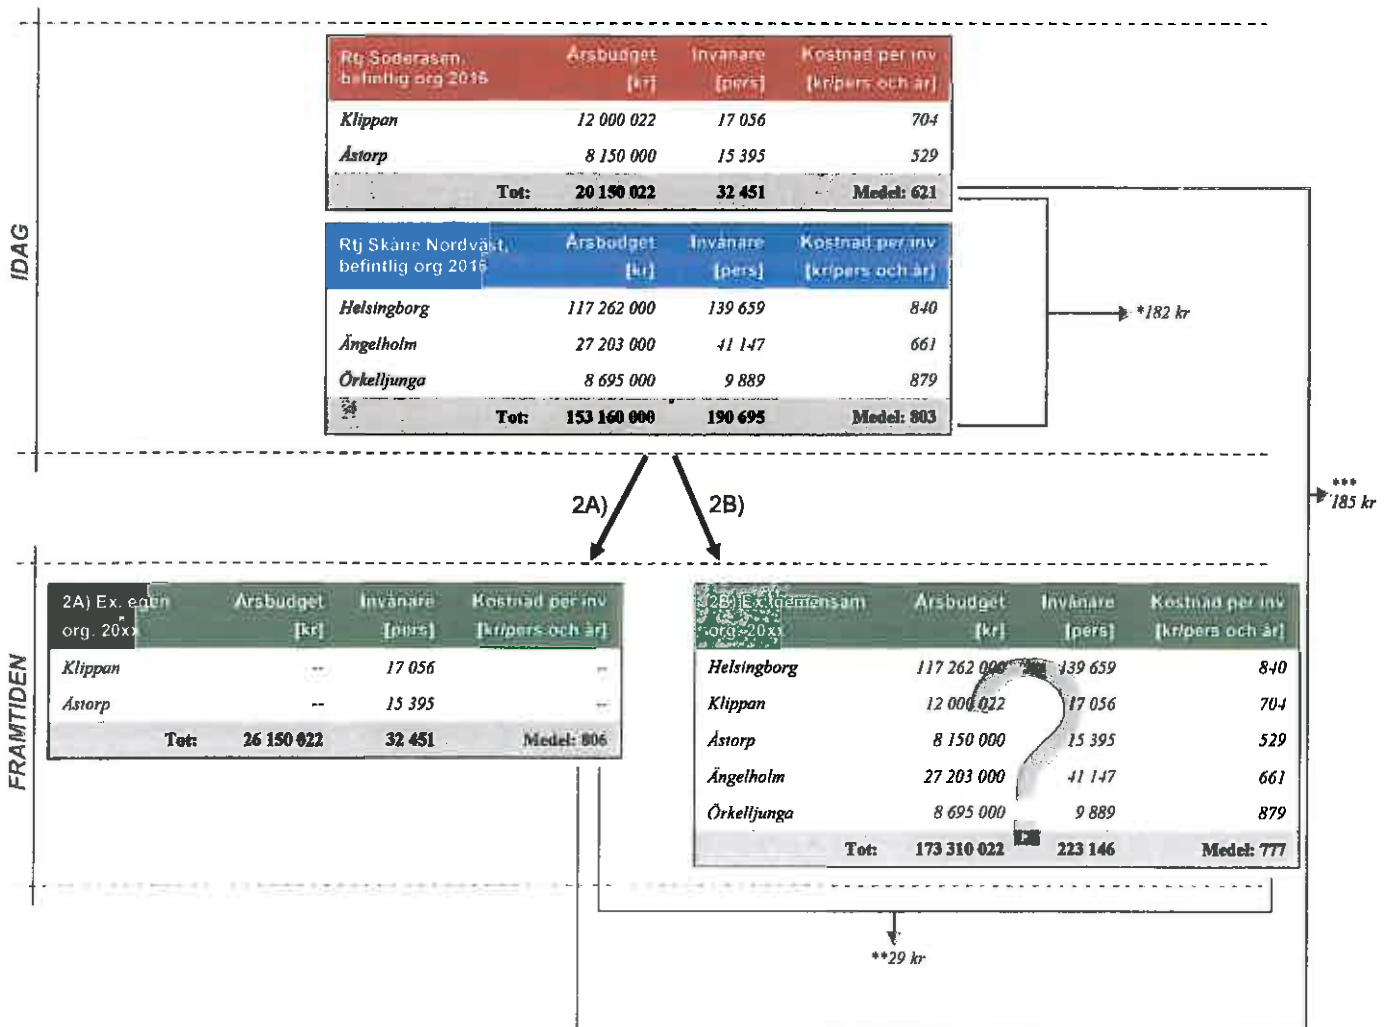 IDAG
Rtj Söderåsen, Årsbudget Invånare Kostnad per inv
befintlig org 2016 [kr] [pers] [kr/pers och år]
Klippan 12 000 022 17 056 704
Åstorp 8 150 000 15 395 529
Tot: 20 150 022 32 451 Medel: 621
Rtj Skåne Nordväst, Årsbudget Invånare Kostnad per inv
befintlig org 2016 [kr] [pers] [kr/pers och år]
Helsingborg 117 262 000 139 659 840
Ängelholm 27 203 000 41 147 661
Örkelljunga 8 695 000 9 889 879
Tot: 153 160 000 190 695 Medel: 803
*182 kr
***
185 kr
2A) 2B)
FRAMTIDEN
2A) Ex. egen Årsbudget Invånare Kostnad per inv
org. 20xx [kr] [pers] [kr/pers och år]
Klippan -- 17 056 --
Åstorp -- 15 395 --
Tot: 26 150 022 32 451 Medel: 806
2B) Ex. gemensam Årsbudget Invånare Kostnad per inv
org. 20xx [kr] [pers] [kr/pers och år]
Helsingborg 117 262 000 139 659 840
Klippan 12 000 022 17 056 704
Åstorp 8 150 000 15 395 529
Ängelholm 27 203 000 41 147 661
Örkelljunga 8 695 000 9 889 879
Tot: 173 310 022 223 146 Medel: 777
?
**29 kr